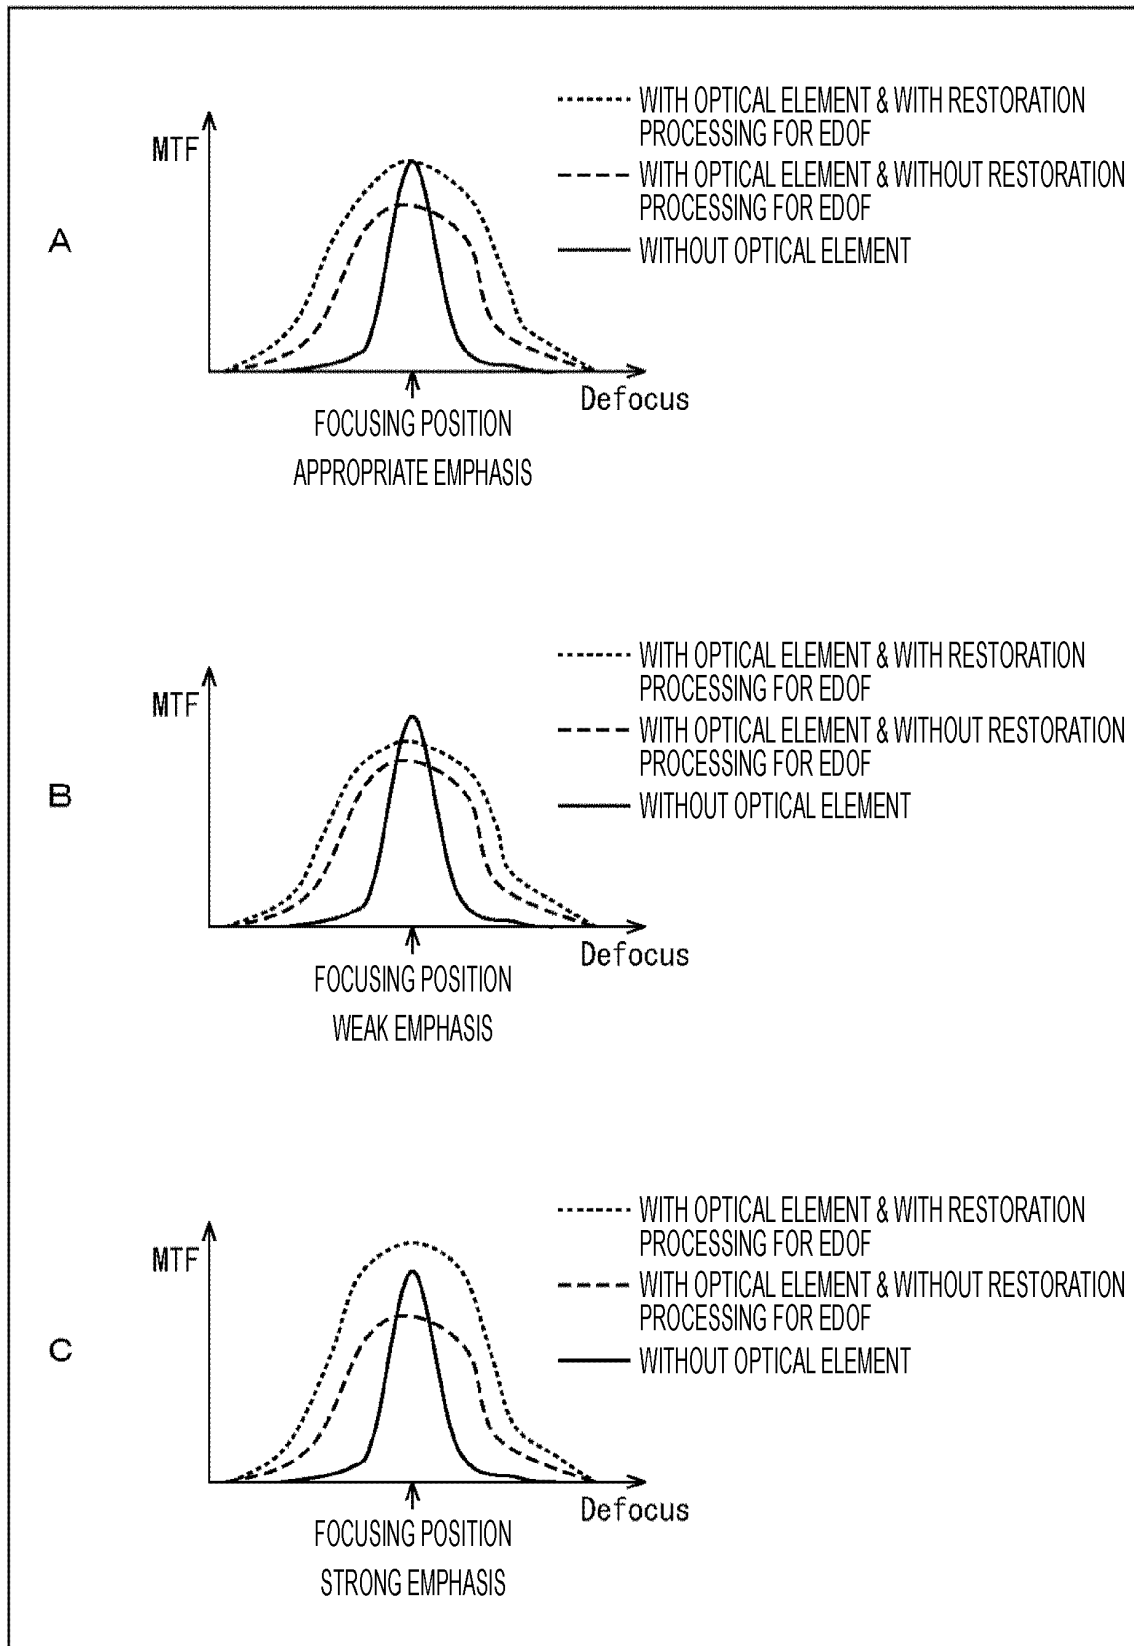 WITH OPTICAL ELEMENT & WITH RESTORATION
PROCESSING FOR EDOF
WITH OPTICAL ELEMENT & WITHOUT RESTORATION
PROCESSING FOR EDOF
WITHOUT OPTICAL ELEMENT
MTF
A
Defocus
FOCUSING POSITION
APPROPRIATE EMPHASIS
WITH OPTICAL ELEMENT & WITH RESTORATION
PROCESSING FOR EDOF
WITH OPTICAL ELEMENT & WITHOUT RESTORATION
PROCESSING FOR EDOF
WITHOUT OPTICAL ELEMENT
MTF
B
Defocus
FOCUSING POSITION
WEAK EMPHASIS
WITH OPTICAL ELEMENT & WITH RESTORATION
PROCESSING FOR EDOF
WITH OPTICAL ELEMENT & WITHOUT RESTORATION
PROCESSING FOR EDOF
WITHOUT OPTICAL ELEMENT
MTF
C
Defocus
FOCUSING POSITION
STRONG EMPHASIS